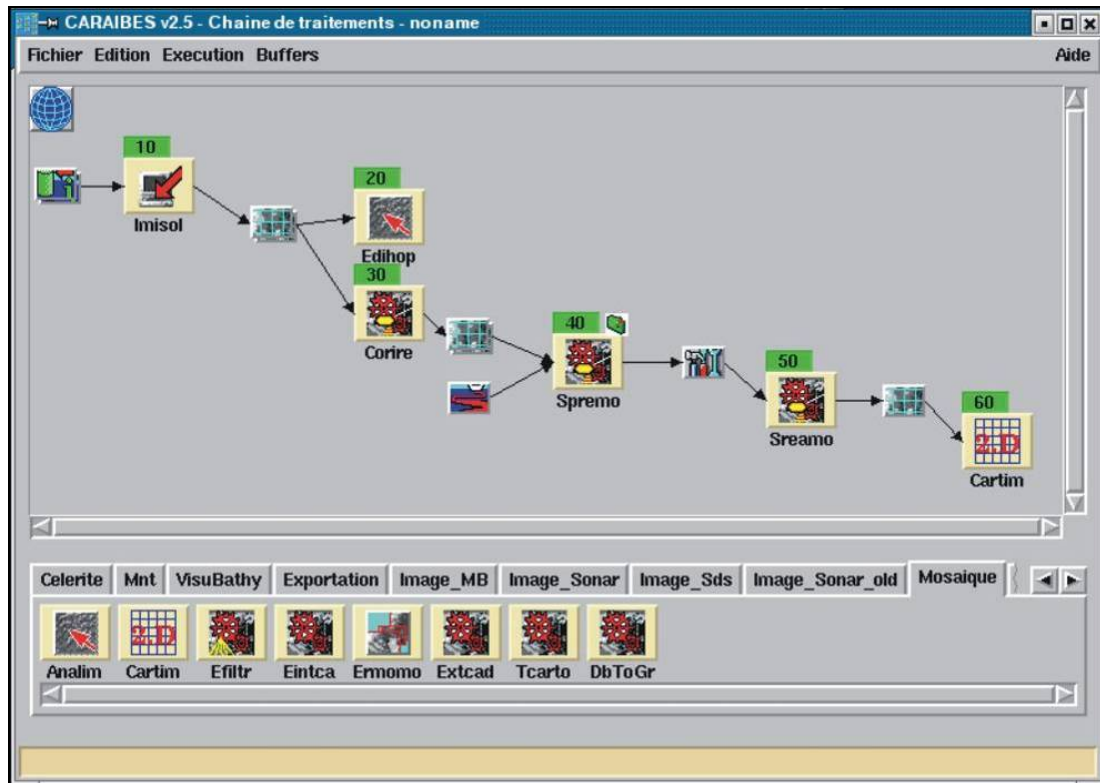 CARAIBES v2.5 - Chaine de traitements - noname
Fichier Edition Execution Buffers Aide
10
Imisol
20
Edihop
30
Corire
40
Spremo
50
Sreamo
60
2.D
Cartim
Celerite Mnt VisuBathy Exportation Image_MB Image_Sonar Image_Sds Image_Sonar_old Mosaique
2.D
Analim Cartim Efiltr Eintca Ermomo Extcad Tcarto DbToGr